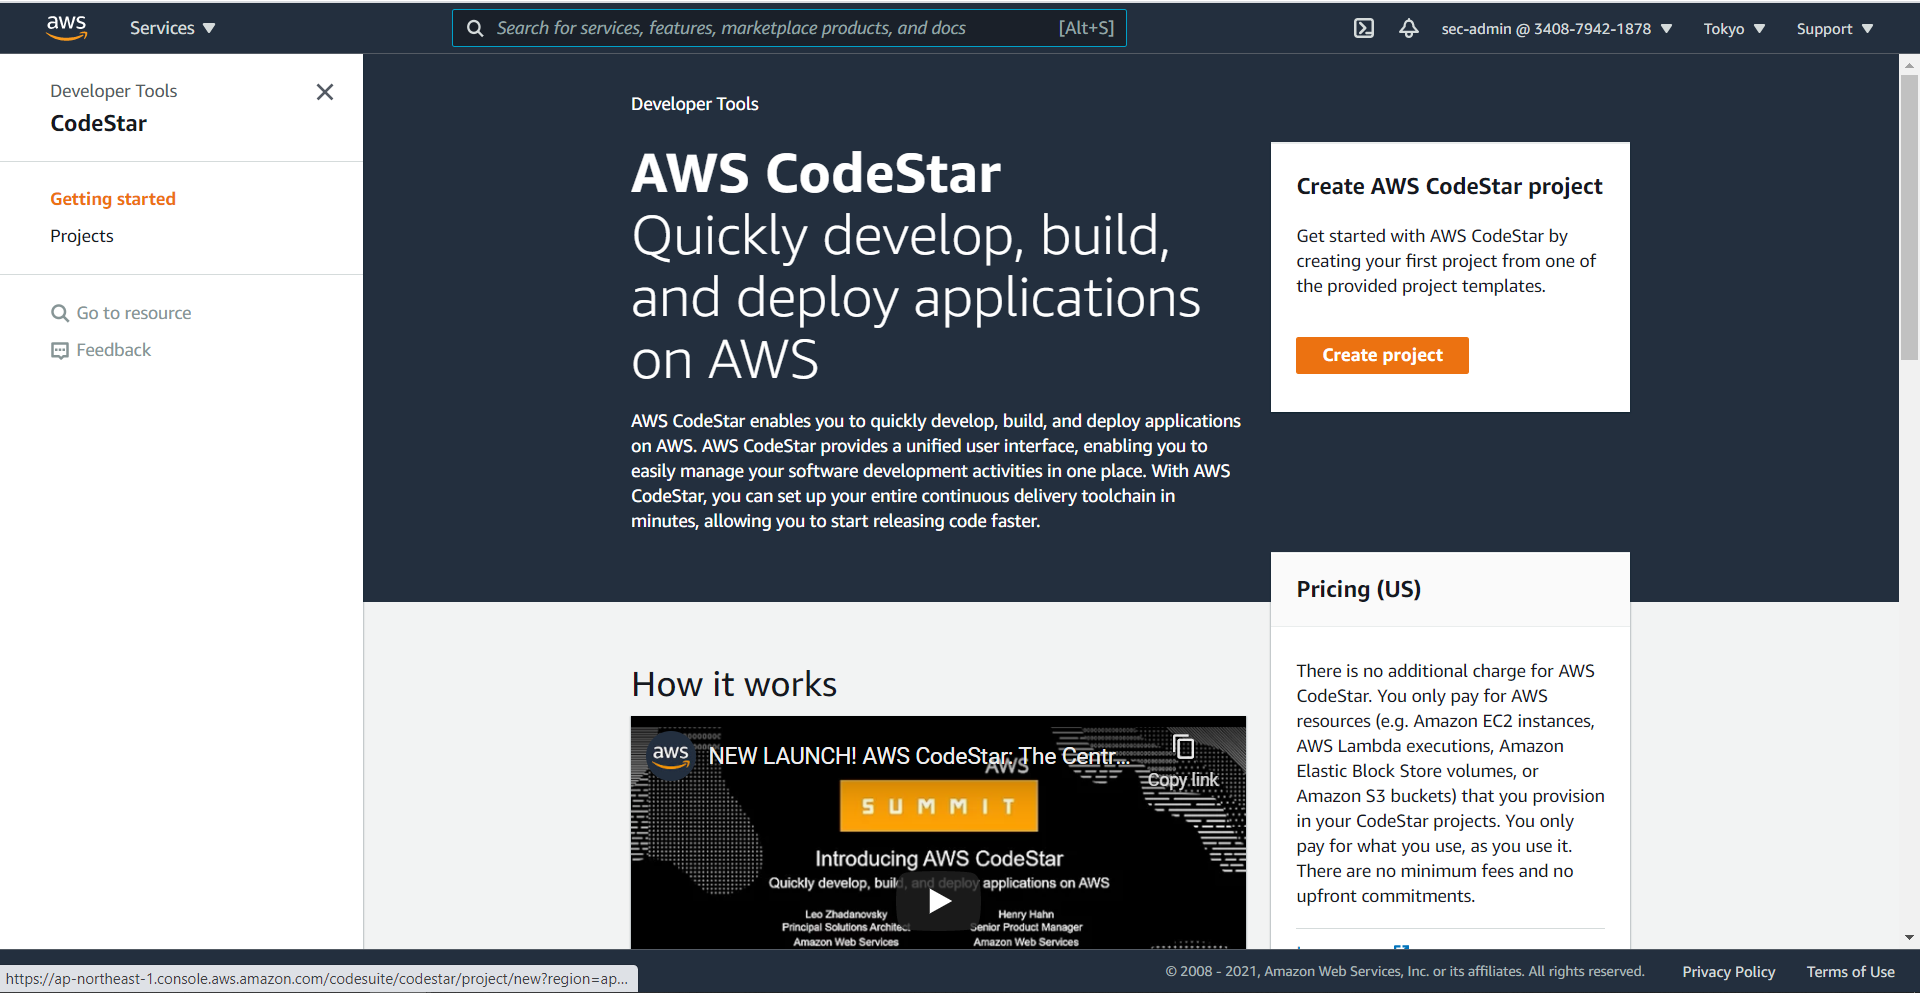 aws
Services
Search for services, features, marketplace products, and docs
[Alt+S]
sec-admin @ 3408-7942-1878
Tokyo
Support
Developer Tools
CodeStar
Getting started
Projects
Go to resource
Feedback
Developer Tools
AWS CodeStar
Quickly develop, build,
and deploy applications
on AWS
AWS CodeStar enables you to quickly develop, build, and deploy applications
on AWS. AWS CodeStar provides a unified user interface, enabling you to
easily manage your software development activities in one place. With AWS
CodeStar, you can set up your entire continuous delivery toolchain in
minutes, allowing you to start releasing code faster.
Create AWS CodeStar project
Get started with AWS CodeStar by
creating your first project from one of
the provided project templates.
Create project
Pricing (US)
There is no additional charge for AWS
CodeStar. You only pay for AWS
resources (e.g. Amazon EC2 instances,
AWS Lambda executions, Amazon
Elastic Block Store volumes, or
Amazon S3 buckets) that you provision
in your CodeStar projects. You only
pay for what you use, as you use it.
There are no minimum fees and no
upfront commitments.
How it works
aws
NEW LAUNCH! AWS CodeStar: The Centr...
Copy link
AWS
SUMMIT
Introducing AWS CodeStar
Quickly develop, build, and deploy applications on AWS
Leo Zhadanovsky
Principal Solutions Architect
Amazon Web Services
Henry Hahn
Senior Product Manager
Amazon Web Services
https://ap-northeast-1.console.aws.amazon.com/codesuite/codestar/project/new?region=ap...
© 2008 - 2021, Amazon Web Services, Inc. or its affiliates. All rights reserved.
Privacy Policy
Terms of Use